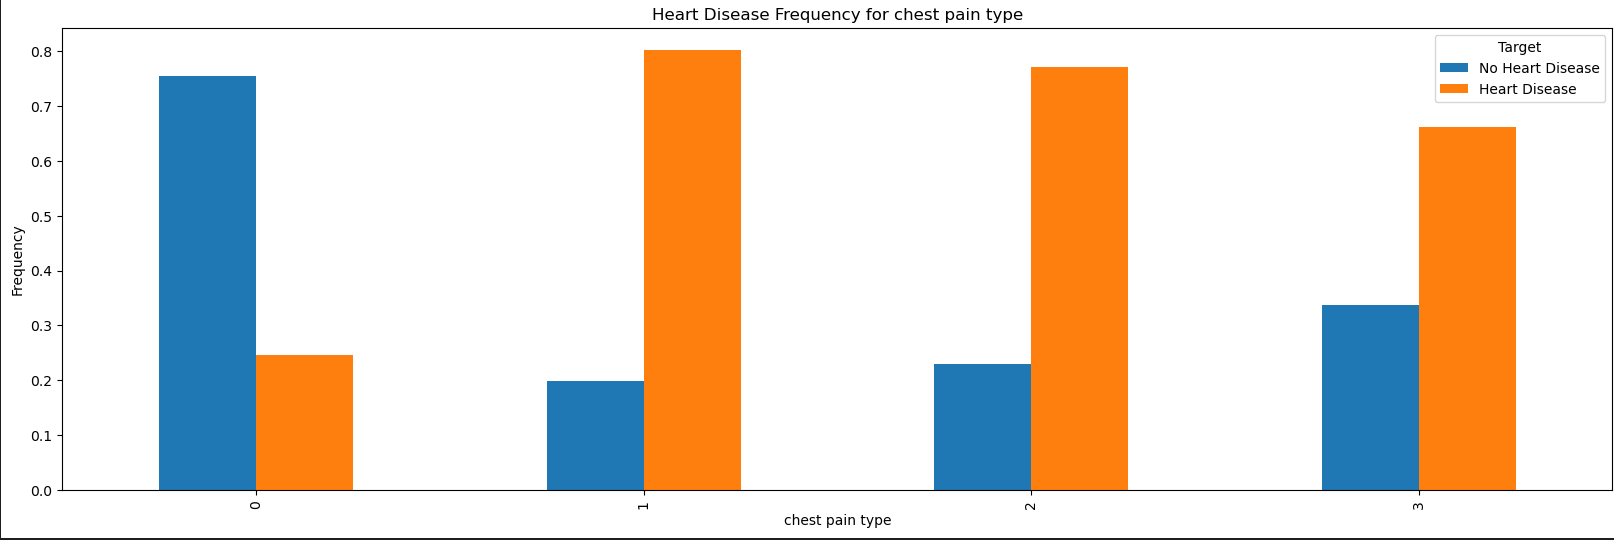 Heart Disease Frequency for chest pain type
Target
No Heart Disease
Heart Disease
Frequency
0.8
0.7
0.6
0.5
0.4
0.3
0.2
0.1
0.0
0
1
2
3
chest pain type